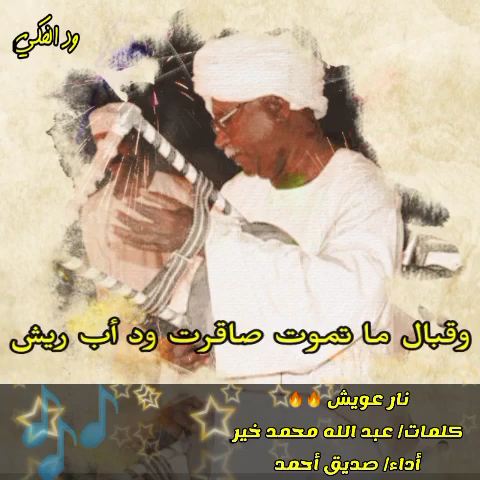 ود الفكي
وقبال ما تموت صاقرت ود أب ريش
نار عويش 🔥🔥
كلمات/ عبد الله محمد خير
أداء/ صديق أحمد